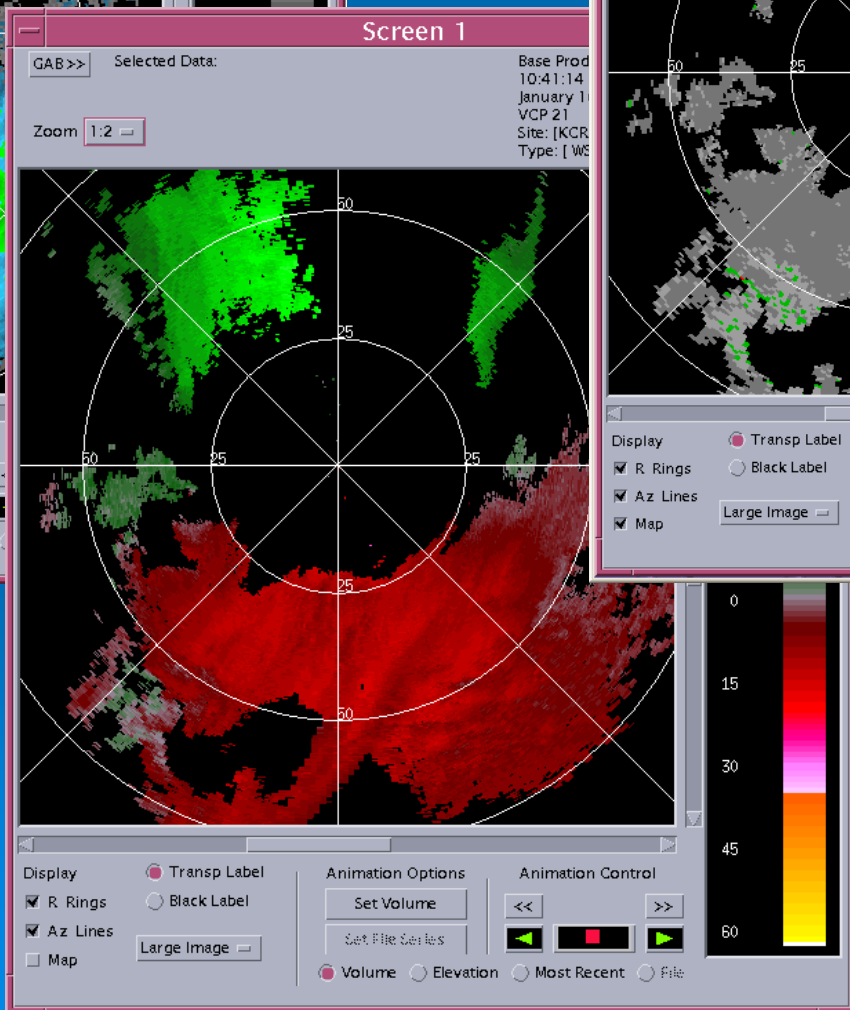 Screen 1
GAB>>
Selected Data:
Base Prod
10:41:14
January 1
VCP 21
Site: [KCR
Type: [ WS
Zoom 1:2
50
25
50 25 25
25
50
50 25
Display
Transp Label
R Rings
Black Label
Az Lines
Large Image
Map
0
15
30
45
60
Display
Transp Label
R Rings
Black Label
Az Lines
Large Image
Map
Animation Options
Set Volume
Set File Series
Animation Control
<< >>
Volume Elevation Most Recent File